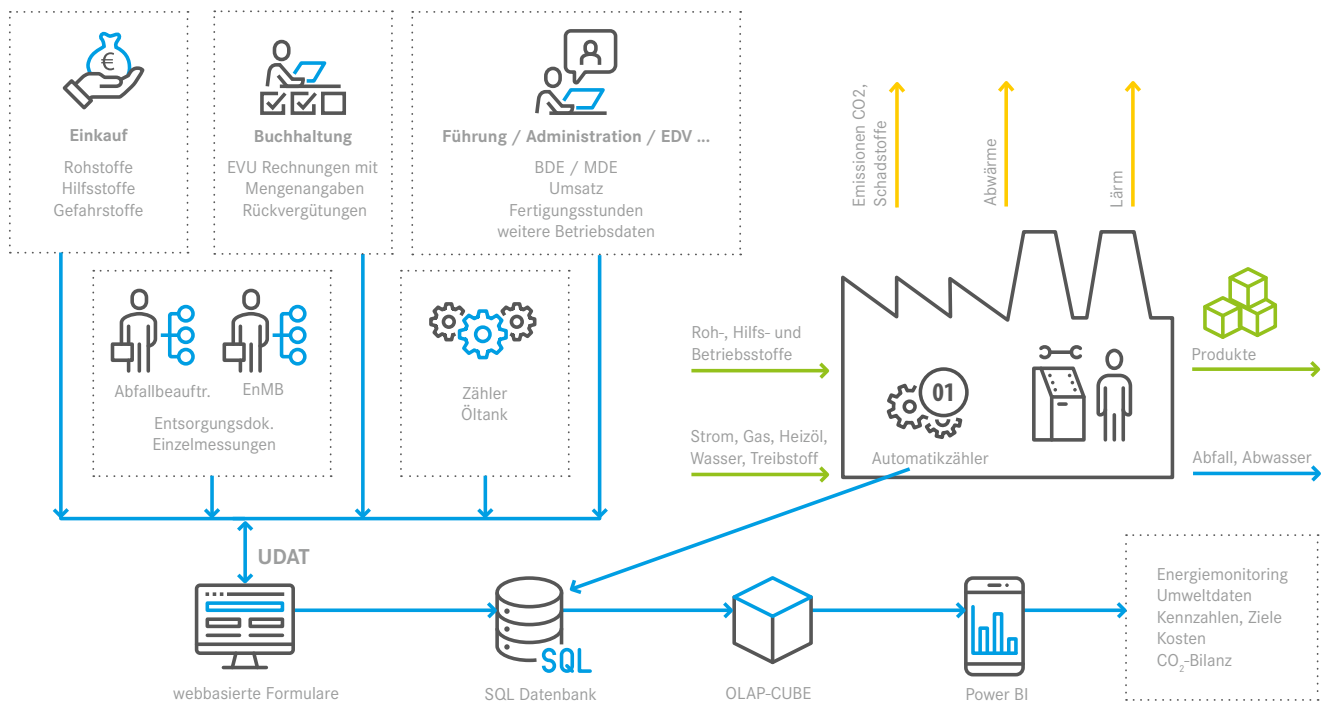 €
Einkauf
Rohstoffe
Hilfsstoffe
Gefahrstoffe
Buchhaltung
EVU Rechnungen mit
Mengenangaben
Rückvergütungen
Führung / Administration / EDV ...
BDE / MDE
Umsatz
Fertigungsstunden
weitere Betriebsdaten
Abfallbeauftr.
EnMB
Entsorgungsdok.
Einzelmessungen
Zähler
Öltank
Emissionen CO2,
Schadstoffe
Abwärme
Lärm
Roh-, Hilfs- und
Betriebsstoffe
Strom, Gas, Heizöl,
Wasser, Treibstoff
01
Automatikzähler
Produkte
Abfall, Abwasser
UDAT
webbasierte Formulare
SQL
SQL Datenbank
OLAP-CUBE
Power BI
Energiemonitoring
Umweltdaten
Kennzahlen, Ziele
Kosten
CO₂-Bilanz